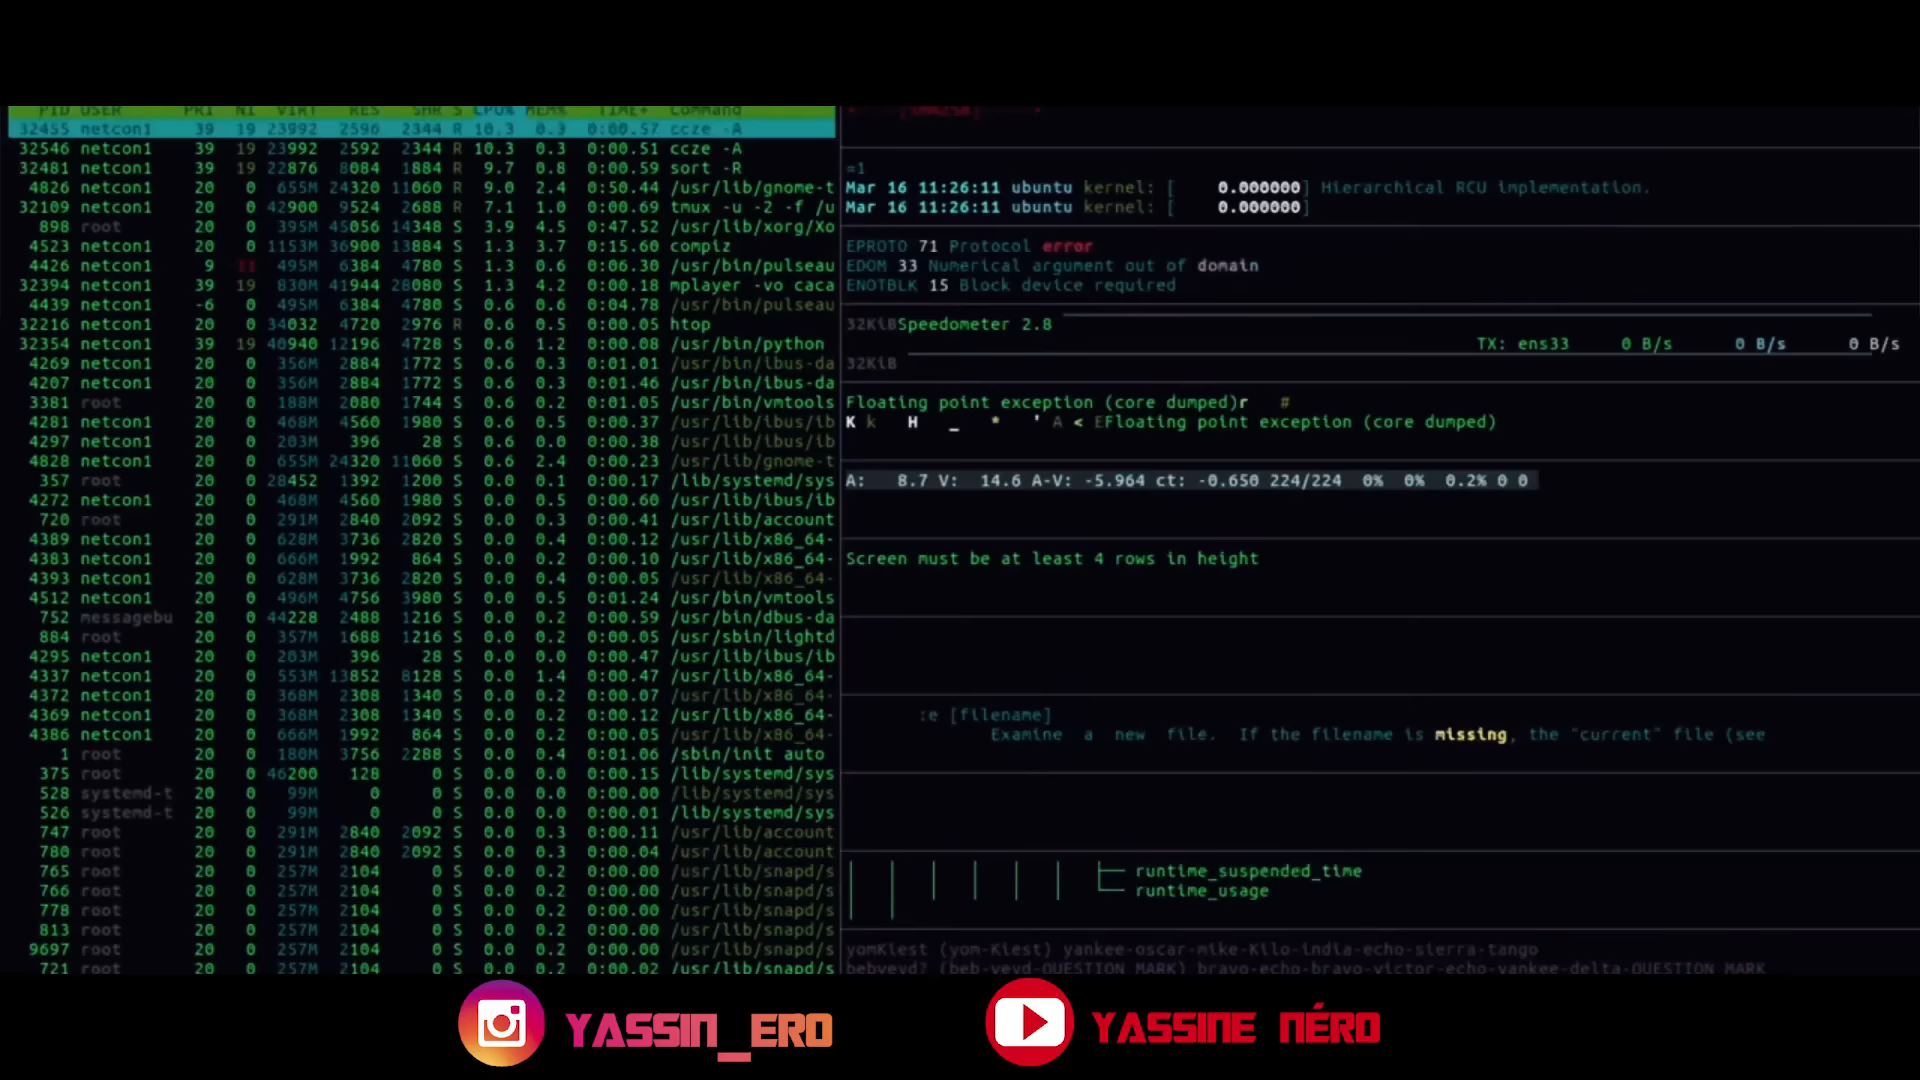 PID USER PRI NI VIRT RES SHR S CPU% MEM% TIME+ Command
32455 netcon1 39 19 23992 2596 2344 R 10.3 0.3 0:00.57 ccze -A
32546 netcon1 39 19 23992 2592 2344 R 10.3 0.3 0:00.51 ccze -A
32481 netcon1 39 19 22876 8084 1884 R 9.7 0.8 0:00.59 sort -R
4826 netcon1 20 0 655M 24320 11060 R 9.0 2.4 0:50.44 /usr/lib/gnome-t
32109 netcon1 20 0 42900 9524 2688 R 7.1 1.0 0:00.69 tmux -u -2 -f /u
898 root 20 0 395M 45056 14348 S 3.9 4.5 0:47.52 /usr/lib/xorg/Xo
4523 netcon1 20 0 1153M 36900 13884 S 1.3 3.7 0:15.60 compiz
4426 netcon1 9 11 495M 6384 4780 S 1.3 0.6 0:06.30 /usr/bin/pulseau
32394 netcon1 39 19 830M 41944 28080 S 1.3 4.2 0:00.18 mplayer -vo caca
4439 netcon1 -6 0 495M 6384 4780 S 0.6 0.6 0:04.78 /usr/bin/pulseau
32216 netcon1 20 0 34032 4720 2976 R 0.6 0.5 0:00.05 htop
32354 netcon1 39 19 40940 12196 4728 S 0.6 1.2 0:00.08 /usr/bin/python
4269 netcon1 20 0 356M 2884 1772 S 0.6 0.3 0:01.01 /usr/bin/ibus-da
4207 netcon1 20 0 356M 2884 1772 S 0.6 0.3 0:01.46 /usr/bin/ibus-da
3381 root 20 0 188M 2080 1744 S 0.6 0.2 0:01.05 /usr/bin/vmtools
4281 netcon1 20 0 468M 4560 1980 S 0.6 0.5 0:00.37 /usr/lib/ibus/ib
4297 netcon1 20 0 203M 396 28 S 0.6 0.0 0:00.38 /usr/lib/ibus/ib
4828 netcon1 20 0 655M 24320 11060 S 0.6 2.4 0:00.23 /usr/lib/gnome-t
357 root 20 0 28452 1392 1200 S 0.0 0.1 0:00.17 /lib/systemd/sys
4272 netcon1 20 0 468M 4560 1980 S 0.0 0.5 0:00.60 /usr/lib/ibus/ib
720 root 20 0 291M 2840 2092 S 0.0 0.3 0:00.41 /usr/lib/account
4389 netcon1 20 0 628M 3736 2820 S 0.0 0.4 0:00.12 /usr/lib/x86_64-
4383 netcon1 20 0 666M 1992 864 S 0.0 0.2 0:00.10 /usr/lib/x86_64-
4393 netcon1 20 0 628M 3736 2820 S 0.0 0.4 0:00.05 /usr/lib/x86_64-
4512 netcon1 20 0 496M 4756 3980 S 0.0 0.5 0:01.24 /usr/bin/vmtools
752 messagebu 20 0 44228 2488 1216 S 0.0 0.2 0:00.59 /usr/bin/dbus-da
884 root 20 0 357M 1688 1216 S 0.0 0.2 0:00.05 /usr/sbin/lightd
4295 netcon1 20 0 203M 396 28 S 0.0 0.0 0:00.47 /usr/lib/ibus/ib
4337 netcon1 20 0 553M 13852 8128 S 0.0 1.4 0:00.47 /usr/lib/x86_64-
4372 netcon1 20 0 368M 2308 1340 S 0.0 0.2 0:00.07 /usr/lib/x86_64-
4369 netcon1 20 0 368M 2308 1340 S 0.0 0.2 0:00.12 /usr/lib/x86_64-
4386 netcon1 20 0 666M 1992 864 S 0.0 0.2 0:00.05 /usr/lib/x86_64-
1 root 20 0 180M 3756 2288 S 0.0 0.4 0:01.06 /sbin/init auto
375 root 20 0 46200 128 0 S 0.0 0.0 0:00.15 /lib/systemd/sys
528 systemd-t 20 0 99M 0 0 S 0.0 0.0 0:00.00 /lib/systemd/sys
526 systemd-t 20 0 99M 0 0 S 0.0 0.0 0:00.01 /lib/systemd/sys
747 root 20 0 291M 2840 2092 S 0.0 0.3 0:00.11 /usr/lib/account
780 root 20 0 291M 2840 2092 S 0.0 0.3 0:00.04 /usr/lib/account
765 root 20 0 257M 2104 0 S 0.0 0.2 0:00.00 /usr/lib/snapd/s
766 root 20 0 257M 2104 0 S 0.0 0.2 0:00.00 /usr/lib/snapd/s
778 root 20 0 257M 2104 0 S 0.0 0.2 0:00.00 /usr/lib/snapd/s
813 root 20 0 257M 2104 0 S 0.0 0.2 0:00.00 /usr/lib/snapd/s
9697 root 20 0 257M 2104 0 S 0.0 0.2 0:00.00 /usr/lib/snapd/s
721 root 20 0 257M 2104 0 S 0.0 0.2 0:00.02 /usr/lib/snapd/s
=1
Mar 16 11:26:11 ubuntu kernel: [ 0.000000] Hierarchical RCU implementation.
Mar 16 11:26:11 ubuntu kernel: [ 0.000000]
EPROTO 71 Protocol error
EDOM 33 Numerical argument out of domain
ENOTBLK 15 Block device required
32KiB Speedometer 2.8
TX: ens33 0 B/s 0 B/s 0 B/s
32KiB
Floating point exception (core dumped)r #
K k H _ * ' A < EFloating point exception (core dumped)
A: 8.7 V: 14.6 A-V: -5.964 ct: -0.650 224/224 0% 0% 0.2% 0 0
Screen must be at least 4 rows in height
:e [filename]
Examine a new file. If the filename is missing, the "current" file (see
runtime_suspended_time
runtime_usage
yomKiest (yom-Kiest) yankee-oscar-mike-Kilo-india-echo-sierra-tango
bebveyd? (beb-veyd-QUESTION_MARK) bravo-echo-bravo-victor-echo-yankee-delta-QUESTION_MARK
YASSIN_ERO
YASSINE NÉRO